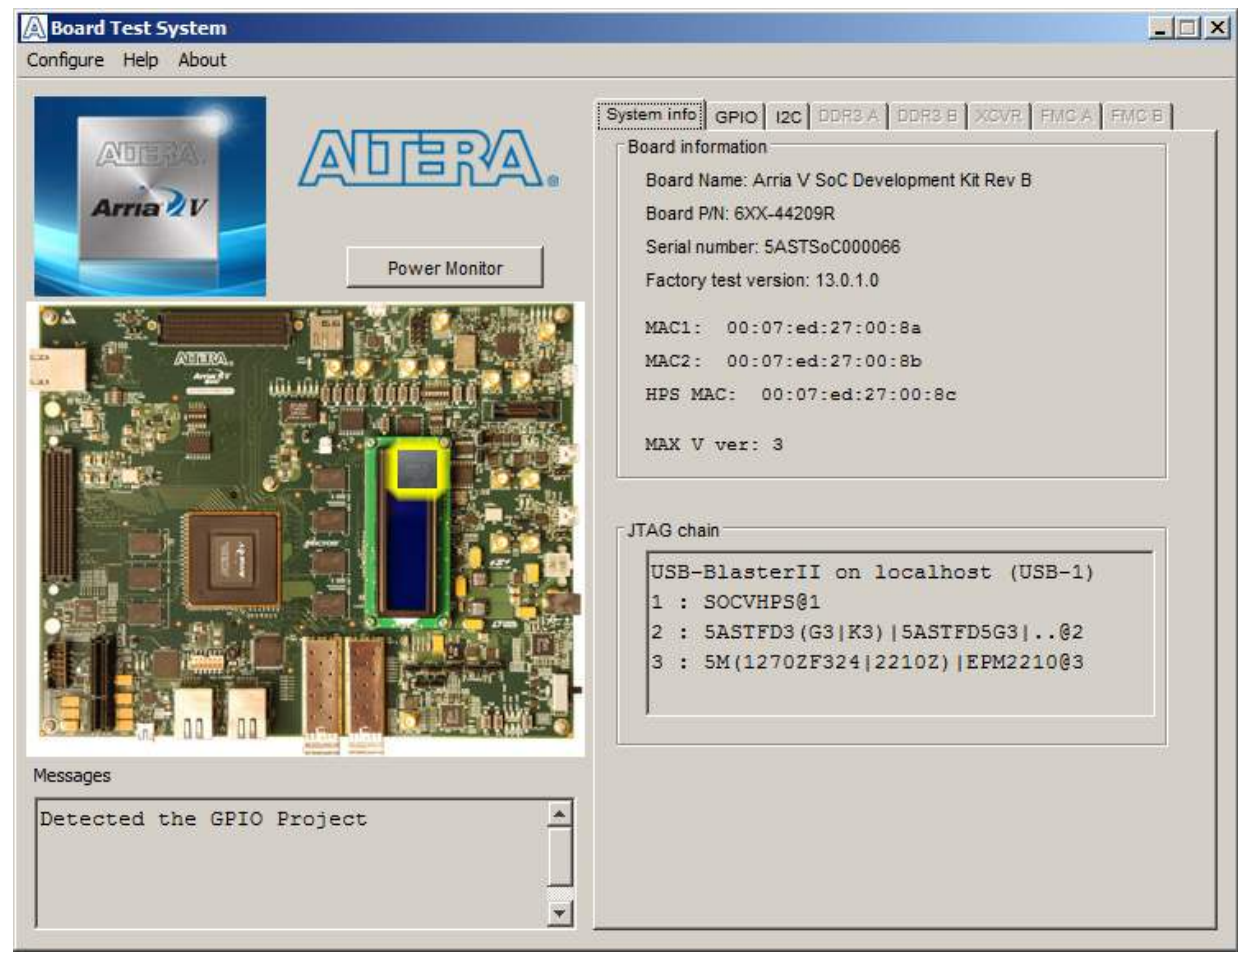 Board Test System
Configure Help About
ALTERA
Arria V
ALTERA
Power Monitor
ALTERA
Arria V
Messages
Detected the GPIO Project
System info GPIO I2C DDR3 A DDR3 B XCVR FMC A FMC B
Board information
Board Name: Arria V SoC Development Kit Rev B
Board P/N: 6XX-44209R
Serial number: 5ASTSoC000066
Factory test version: 13.0.1.0
MAC1: 00:07:ed:27:00:8a
MAC2: 00:07:ed:27:00:8b
HPS MAC: 00:07:ed:27:00:8c
MAX V ver: 3
JTAG chain
USB-BlasterII on localhost (USB-1)
1 : SOCVHPS@1
2 : 5ASTFD3(G3|K3)|5ASTFD5G3|..@2
3 : 5M(1270ZF324|2210Z)|EPM2210@3